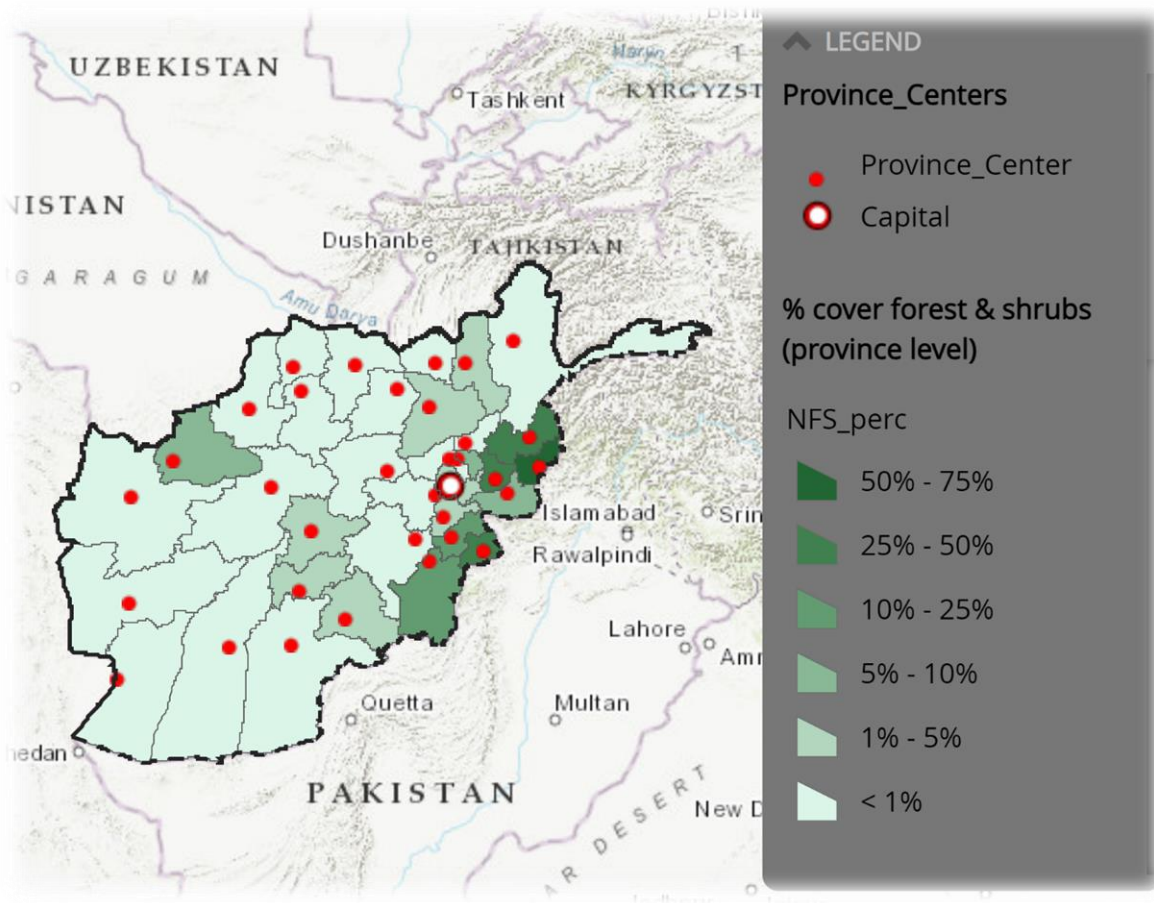 UZBEKISTAN
Tashkent
Naryn
KYRGYZST
NISTAN
GARAGUM
Dushanbe
TAJIKISTAN
Amu Darya
Islamabad
Srin
Rawalpindi
Lahore
Amr
Quetta
Multan
hedan
PAKISTAN
New D
AR DESERT
LEGEND
Province_Centers
Province_Center
Capital
% cover forest & shrubs
(province level)
NFS_perc
50% - 75%
25% - 50%
10% - 25%
5% - 10%
1% - 5%
< 1%